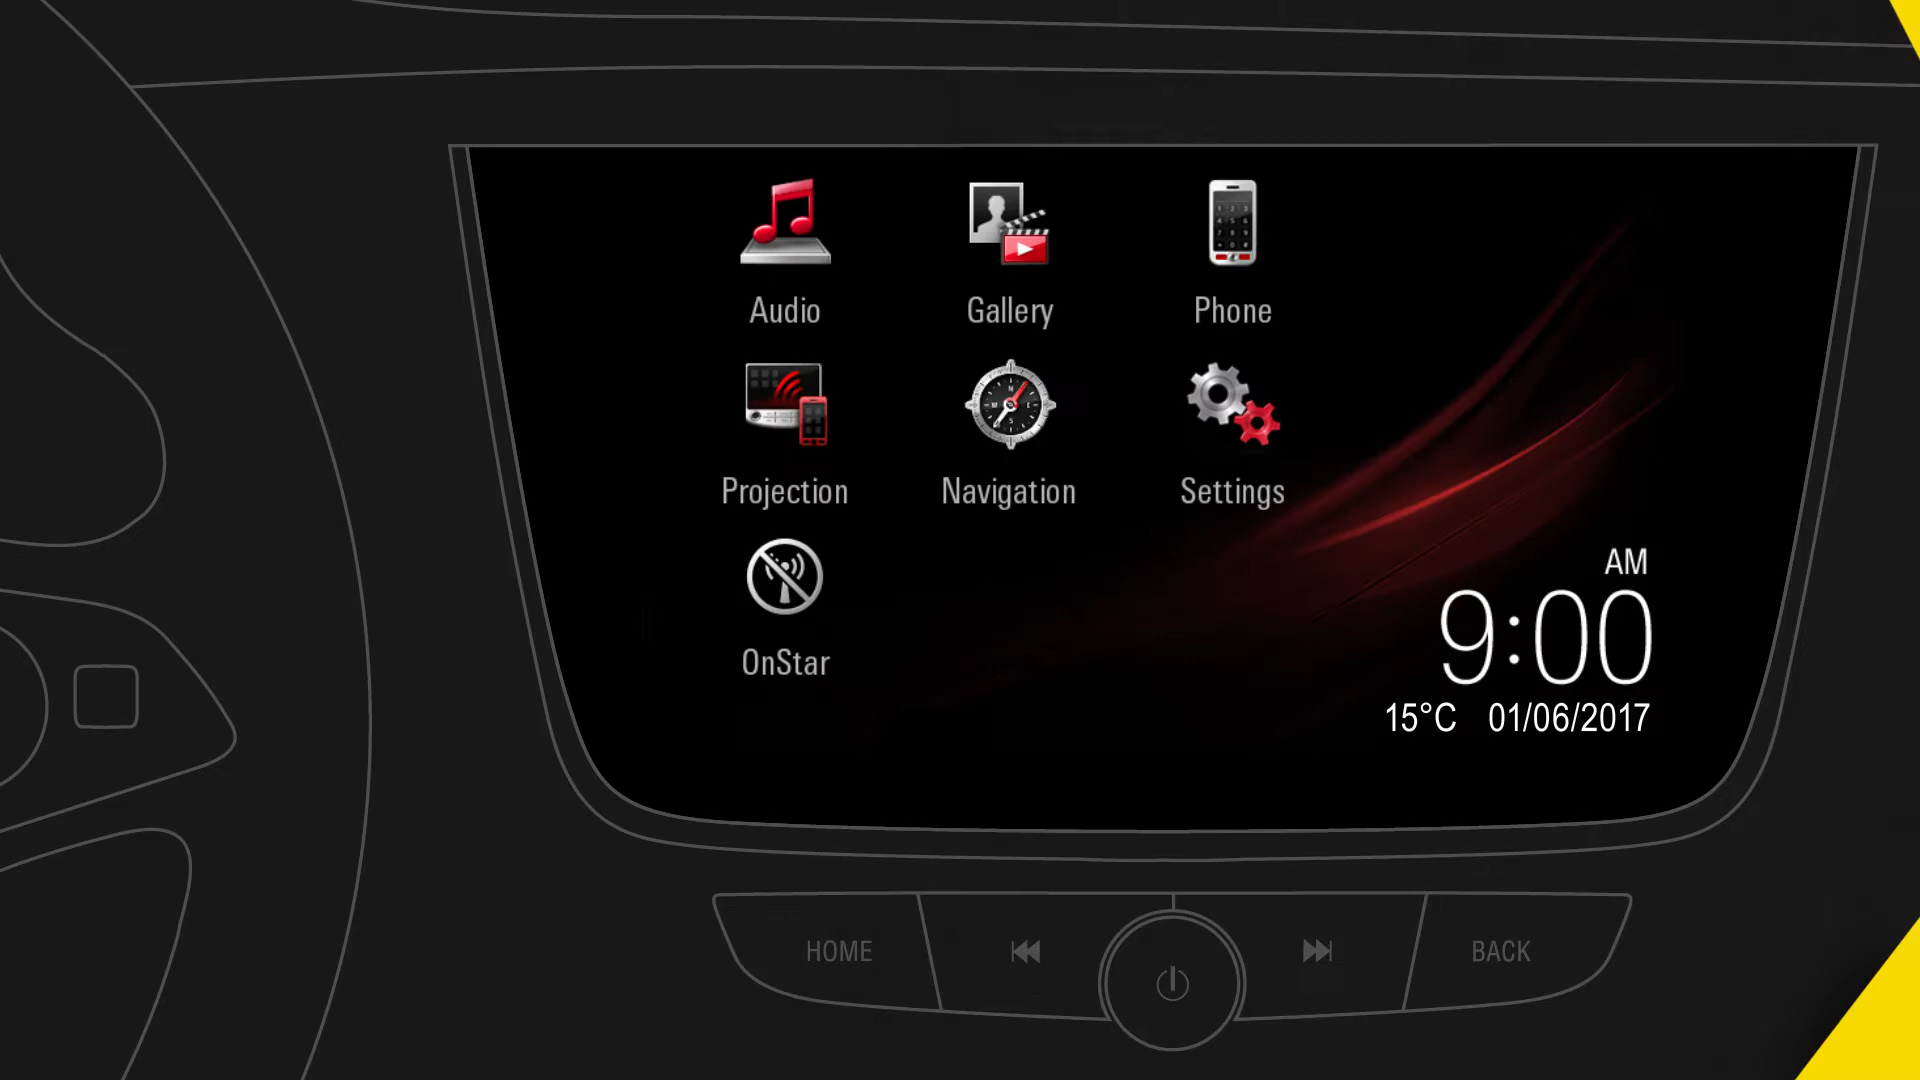 Audio
Gallery
Phone
Projection
Navigation
Settings
OnStar
AM
9:00
15°C 01/06/2017
HOME
BACK